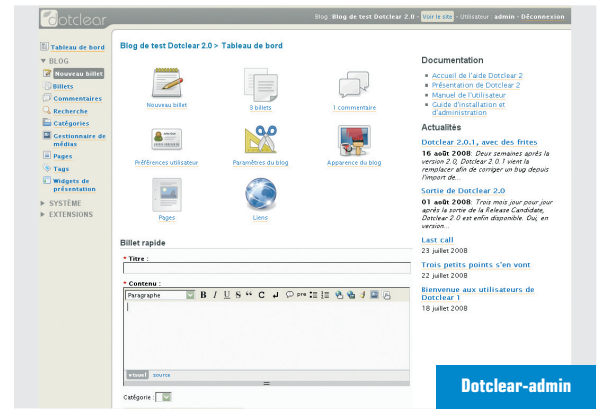 dotclear
Blog: Blog de test Dotclear 2.0 - Voir le site - Utilisateur : admin - Déconnexion
Tableau de bord
BLOG
Nouveau billet
Billets
Commentaires
Recherche
Catégories
Gestionnaire de
médias
Pages
Tags
Widgets de
présentation
SYSTÈME
EXTENSIONS
Blog de test Dotclear 2.0 > Tableau de bord
Nouveau billet
3 billets
1 commentaire
Préférences utilisateur
Paramètres du blog
Apparence du blog
Pages
Liens
Billet rapide
* Titre :
* Contenu :
Paragraphe
B I U S “ C pre
visuel source
Catégorie :
Documentation
Accueil de l'aide Dotclear 2
Présentation de Dotclear 2
Manuel de l'utilisateur
Guide d'installation et
d'administration
Actualités
Dotclear 2.0.1, avec des frites
16 août 2008: Deux semaines après la
version 2.0, Dotclear 2.0.1 vient la
remplacer afin de corriger un bug depuis
l'import de...
Sortie de Dotclear 2.0
01 août 2008: Trois mois jour pour jour
après la sortie de la Release Candidate,
Dotclear 2.0 est enfin disponible. Oui, en
version...
Last call
23 juillet 2008
Trois petits points s'en vont
22 juillet 2008
Bienvenue aux utilisateurs de
Dotclear 1
18 juillet 2008
Dotclear-admin